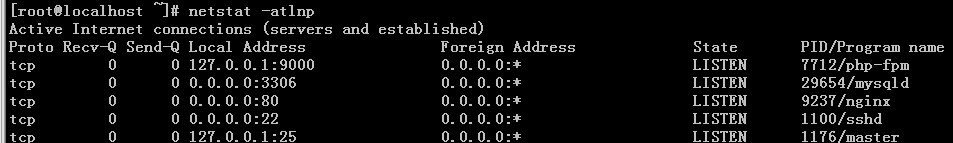 [root@localhost ~]# netstat -atlnp
Active Internet connections (servers and established)
Proto Recv-Q Send-Q Local Address Foreign Address State PID/Program name
tcp 0 0 127.0.0.1:9000 0.0.0.0:* LISTEN 7712/php-fpm
tcp 0 0 0.0.0.0:3306 0.0.0.0:* LISTEN 29654/mysqld
tcp 0 0 0.0.0.0:80 0.0.0.0:* LISTEN 9237/nginx
tcp 0 0 0.0.0.0:22 0.0.0.0:* LISTEN 1100/sshd
tcp 0 0 127.0.0.1:25 0.0.0.0:* LISTEN 1176/master